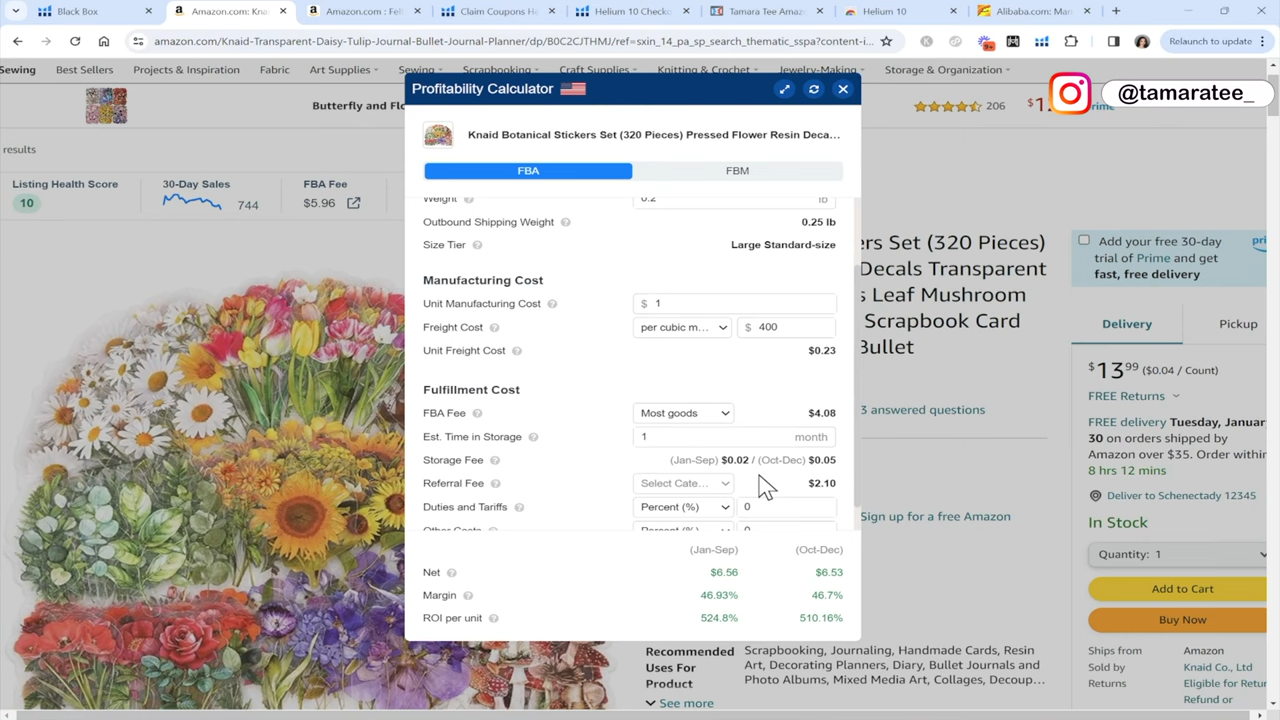 Black Box
Amazon.com: Kna
Amazon.com : Fel
Claim Coupons H
Helium 10 Checko
Tamara Tee Amaz
Helium 10
Alibaba.com: Man
amazon.com/Knaid-Transparent-Daisy-Tulip-Journal-Bullet-Journal-Planner/dp/B0C2CJTHMJ/ref=sxin_14_pa_sp_search_thematic_sspa?content-i...
9+
Relaunch to update
Sewing
Best Sellers
Projects & Inspiration
Fabric
Art Supplies
Sewing
Scrapbooking
Craft Supplies
Knitting & Crochet
Jewelry-Making
Storage & Organization
Profitability Calculator
@tamaratee_
Butterfly and Flo
206
Prime
results
Knaid Botanical Stickers Set (320 Pieces) Pressed Flower Resin Deca...
FBA
FBM
Listing Health Score
10
30-Day Sales
744
FBA Fee
$5.96
Weight
0.2
lb
Outbound Shipping Weight
0.25 lb
Size Tier
Large Standard-size
Manufacturing Cost
Unit Manufacturing Cost
$ 1
Freight Cost
per cubic m...
$ 400
Unit Freight Cost
$0.23
Fulfillment Cost
FBA Fee
Most goods
$4.08
Est. Time in Storage
1
month
Storage Fee
(Jan-Sep) $0.02 / (Oct-Dec) $0.05
Referral Fee
Select Cate...
$2.10
Duties and Tariffs
Percent (%)
0
Other Costs
Percent (%)
0
(Jan-Sep)
(Oct-Dec)
Net
$6.56
$6.53
Margin
46.93%
46.7%
ROI per unit
524.8%
510.16%
ers Set (320 Pieces)
Decals Transparent
s Leaf Mushroom
Scrapbook Card
Bullet
3 answered questions
Sign up for a free Amazon
Recommended Uses For Product
Scrapbooking, Journaling, Handmade Cards, Resin
Art, Decorating Planners, Diary, Bullet Journals and
Photo Albums, Mixed Media Art, Collages, Decoup...
See more
Add your free 30-day
trial of Prime and get
fast, free delivery
prim
Delivery
Pickup
$13 99 ($0.04 / Count)
FREE Returns
FREE delivery Tuesday, Januar
30 on orders shipped by
Amazon over $35. Order within
8 hrs 12 mins
Deliver to Schenectady 12345
In Stock
Quantity: 1
Add to Cart
Buy Now
Ships from
Amazon
Sold by
Knaid Co., Ltd
Returns
Eligible for Retur
Refund or